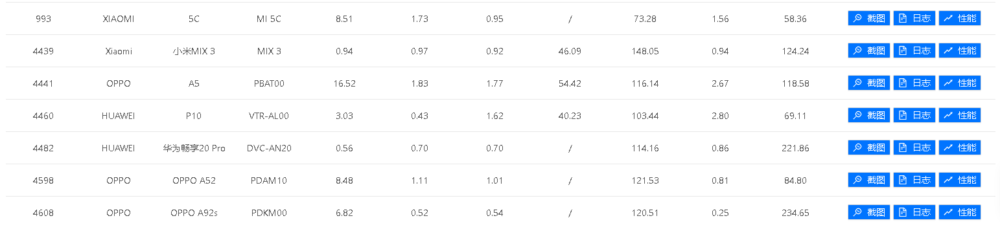 993 XIAOMI 5C MI 5C 8.51 1.73 0.95 / 73.28 1.56 58.36 截图 日志 性能
4439 Xiaomi 小米MIX 3 MIX 3 0.94 0.97 0.92 46.09 148.05 0.94 124.24 截图 日志 性能
4441 OPPO A5 PBAT00 16.52 1.83 1.77 54.42 116.14 2.67 118.58 截图 日志 性能
4460 HUAWEI P10 VTR-AL00 3.03 0.43 1.62 40.23 103.44 2.80 69.11 截图 日志 性能
4482 HUAWEI 华为畅享20 Pro DVC-AN20 0.56 0.70 0.70 / 114.16 0.86 221.86 截图 日志 性能
4598 OPPO OPPO A52 PDAM10 8.48 1.11 1.01 / 121.53 0.81 84.80 截图 日志 性能
4608 OPPO OPPO A92s PDKM00 6.82 0.52 0.54 / 120.51 0.25 234.65 截图 日志 性能